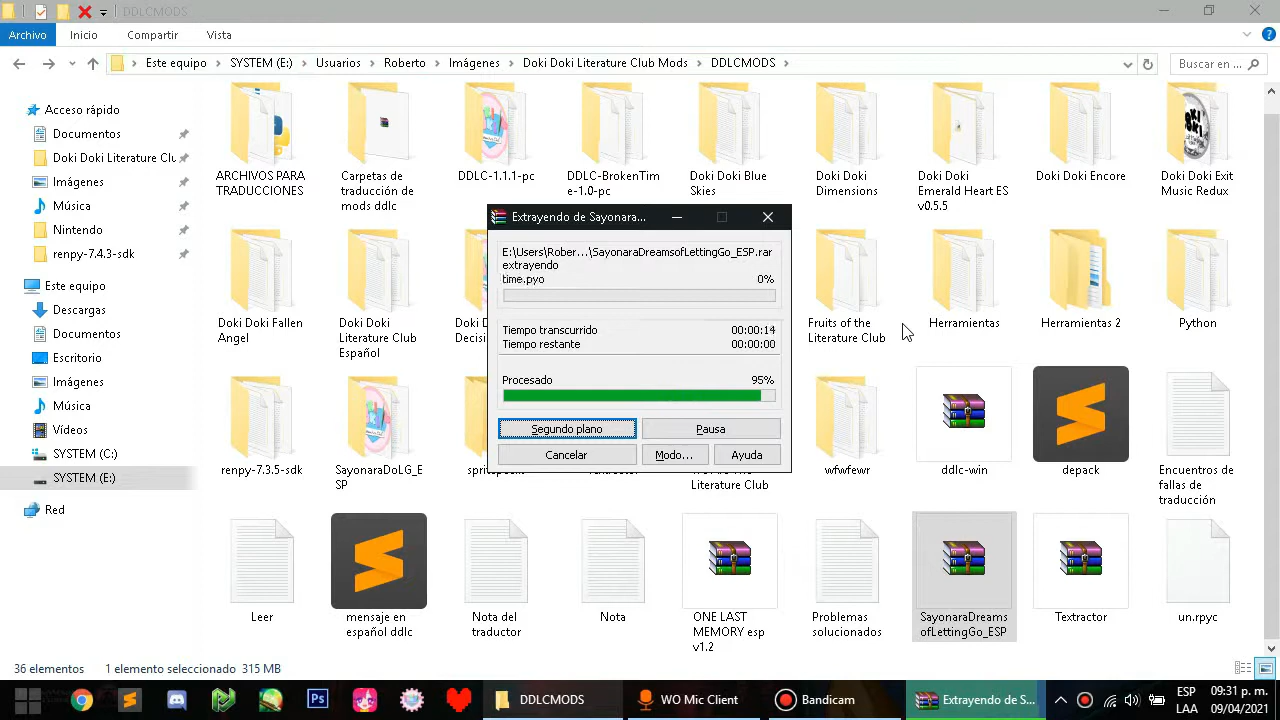 DDLCMODS
Archivo
Inicio
Compartir
Vista
Este equipo
SYSTEM (E:)
Usuarios
Roberto
Imágenes
Doki Doki Literature Club Mods
DDLCMODS
Buscar en ...
Acceso rápido
Documentos
Doki Doki Literature Clu
Imágenes
Música
Nintendo
renpy-7.4.3-sdk
Este equipo
Descargas
Documentos
Escritorio
Imágenes
Música
Vídeos
SYSTEM (C:)
SYSTEM (E:)
Red
ARCHIVOS PARA
TRADUCCIONES
Carpetas de
traducción de
mods ddlc
DDLC-1.1.1-pc
DDLC-BrokenTim
e-1.0-pc
Doki Doki Blue
Skies
Doki Doki
Dimensions
Doki Doki
Emerald Heart ES
v0.5.5
Doki Doki Encore
Doki Doki Exit
Music Redux
Doki Doki Fallen
Angel
Doki Doki
Literature Club
Español
Doki D
Decisi
Fruits of the
Literature Club
Herramientas
Herramientas 2
Python
renpy-7.3.5-sdk
SayonaraDoLG_E
SP
Literature Club
wfwfewr
ddlc-win
depack
Encuentros de
fallas de
traducción
Leer
mensaje en
español ddlc
Nota del
traductor
Nota
ONE LAST
MEMORY esp
v1.2
Problemas
solucionados
SayonaraDreams
ofLettingGo_ESP
Textractor
un.rpyc
Extrayendo de Sayonara...
E:\Users\Rober ...\SayonaraDreamsofLettingGo_ESP.rar
extrayendo
time.pyo 0%
Tiempo transcurrido 00:00:14
Tiempo restante 00:00:00
Procesado 95%
Segundo plano
Pausa
Cancelar
Modo...
Ayuda
36 elementos
1 elemento seleccionado 315 MB
Ps
DDLCMODS
WO Mic Client
Bandicam
Extrayendo de S...
ESP
LAA
09:31 p. m.
09/04/2021